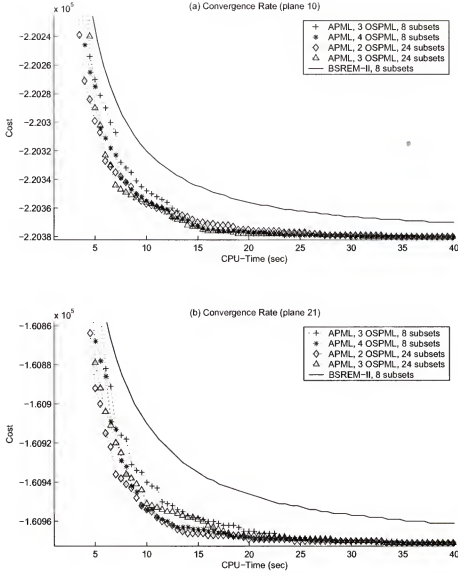 (a) Convergence Rate (plane 10)
x 10^5
-2.2024
-2.2026
-2.2028
-2.203
-2.2032
-2.2034
-2.2036
-2.2038
Cost
5 10 15 20 25 30 35 40
CPU-Time (sec)
APML, 3 OSPML, 8 subsets
APML, 4 OSPML, 8 subsets
APML, 2 OSPML, 24 subsets
APML, 3 OSPML, 24 subsets
BSREM-II, 8 subsets
(b) Convergence Rate (plane 21)
x 10^5
-1.6086
-1.6088
-1.609
-1.6092
-1.6094
-1.6096
Cost
5 10 15 20 25 30 35 40
CPU-Time (sec)
APML, 3 OSPML, 8 subsets
APML, 4 OSPML, 8 subsets
APML, 2 OSPML, 24 subsets
APML, 3 OSPML, 24 subsets
BSREM-II, 8 subsets